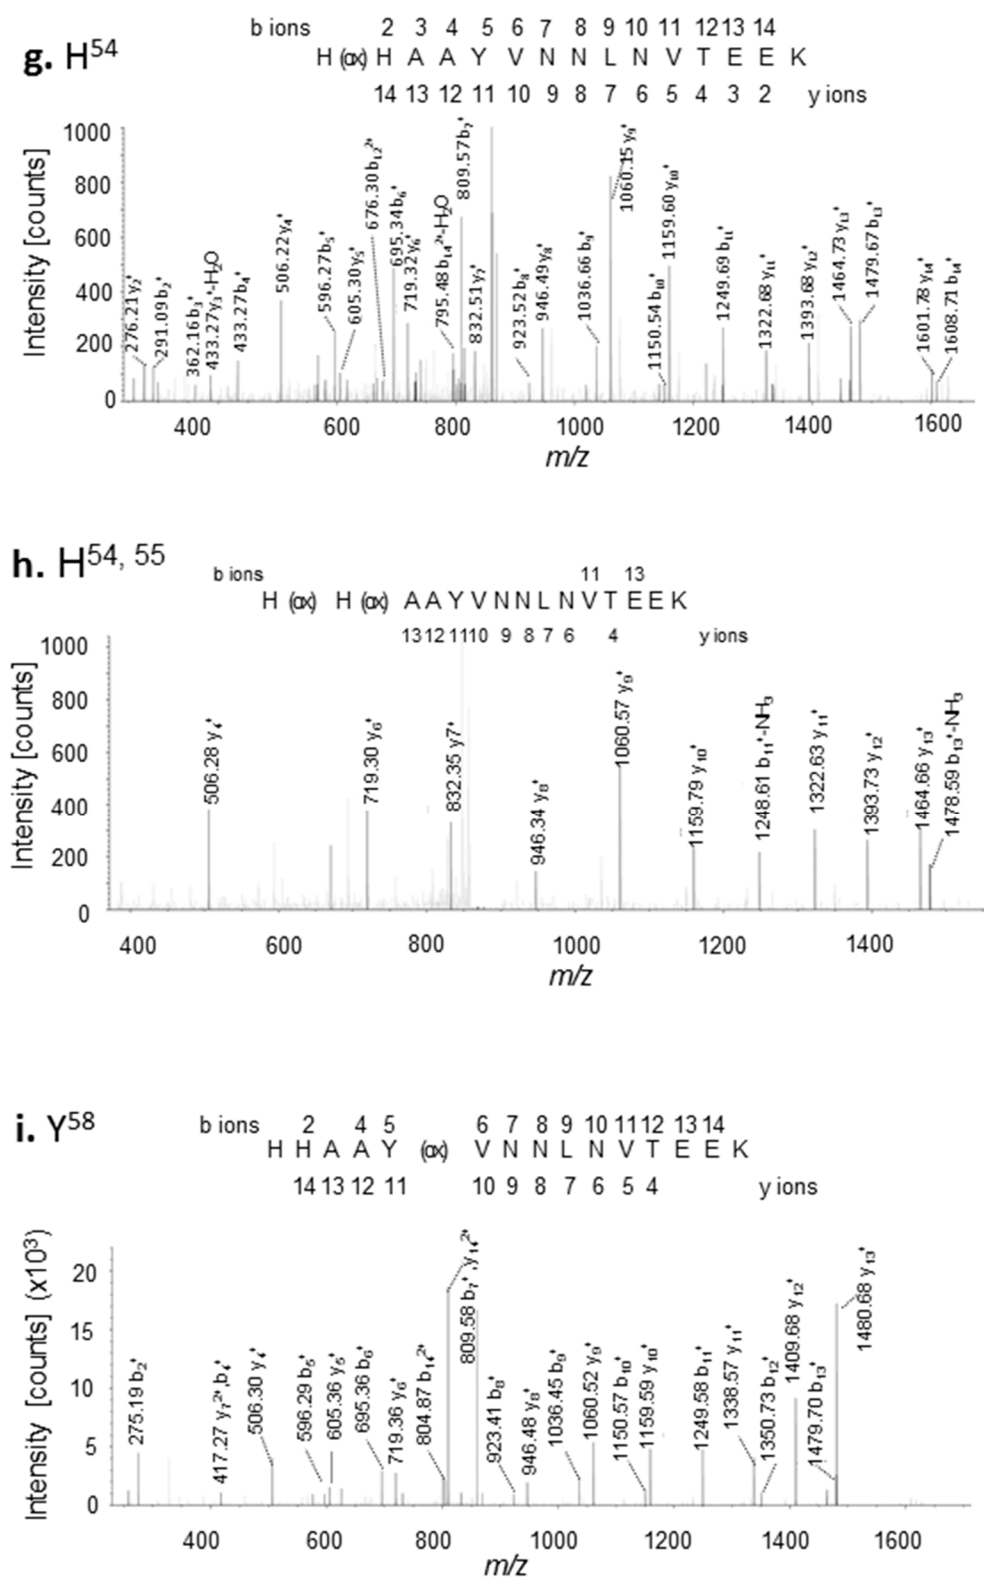 g. H54
b ions 2 3 4 5 6 7 8 9 10 11 12 13 14
H (ox) H A A Y V N N L N V T E E K
14 13 12 11 10 9 8 7 6 5 4 3 2 y ions
Intensity [counts]
1000
800
600
400
200
0
276.21 y2+
291.09 b2+
362.16 b3+
433.27y3+-H2O
433.27 b4+
506.22 y4+
596.27 b5+
605.30 y5+
676.30 b12 2+
695.34 b6+
719.32 y6+
795.48 b14 2+-H2O
809.57 b7+
832.51 y7+
923.52 b8+
946.49 y8+
1036.66 b9+
1060.15 y9+
1150.54 b10+
1159.60 y10+
1249.69 b11+
1322.68 y11+
1393.68 y12+
1464.73 y13+
1479.67 b13+
1601.78 y14+
1608.71 b14+
400 600 800 1000 1200 1400 1600
m/z
h. H54, 55
b ions 11 13
H (ox) H (ox) A A Y V N N L N V T E E K
13 12 11 10 9 8 7 6 4 y ions
Intensity [counts]
1000
800
600
400
200
0
506.28 y4+
719.30 y6+
832.35 y7+
946.34 y8+
1060.57 y9+
1159.79 y10+
1248.61 b11+-NH3
1322.63 y11+
1393.73 y12+
1464.66 y13+
1478.59 b13+-NH3
400 600 800 1000 1200 1400
m/z
i. Y58
b ions 2 4 5 6 7 8 9 10 11 12 13 14
H H A A Y (ox) V N N L N V T E E K
14 13 12 11 10 9 8 7 6 5 4 y ions
Intensity [counts] (x10³)
20
15
10
5
0
275.19 b2+
417.27 y7 2+,b4+
506.30 y4+
596.29 b5+
605.36 y5+
695.36 b6+
719.36 y6+
804.87 b14 2+
809.58 b7+,y14 2+
923.41 b8+
946.48 y8+
1036.45 b9+
1060.52 y9+
1150.57 b10+
1159.59 y10+
1249.58 b11+
1338.57 y11+
1350.73 b12+
1409.68 y12+
1479.70 b13+
1480.68 y13+
400 600 800 1000 1200 1400 1600
m/z